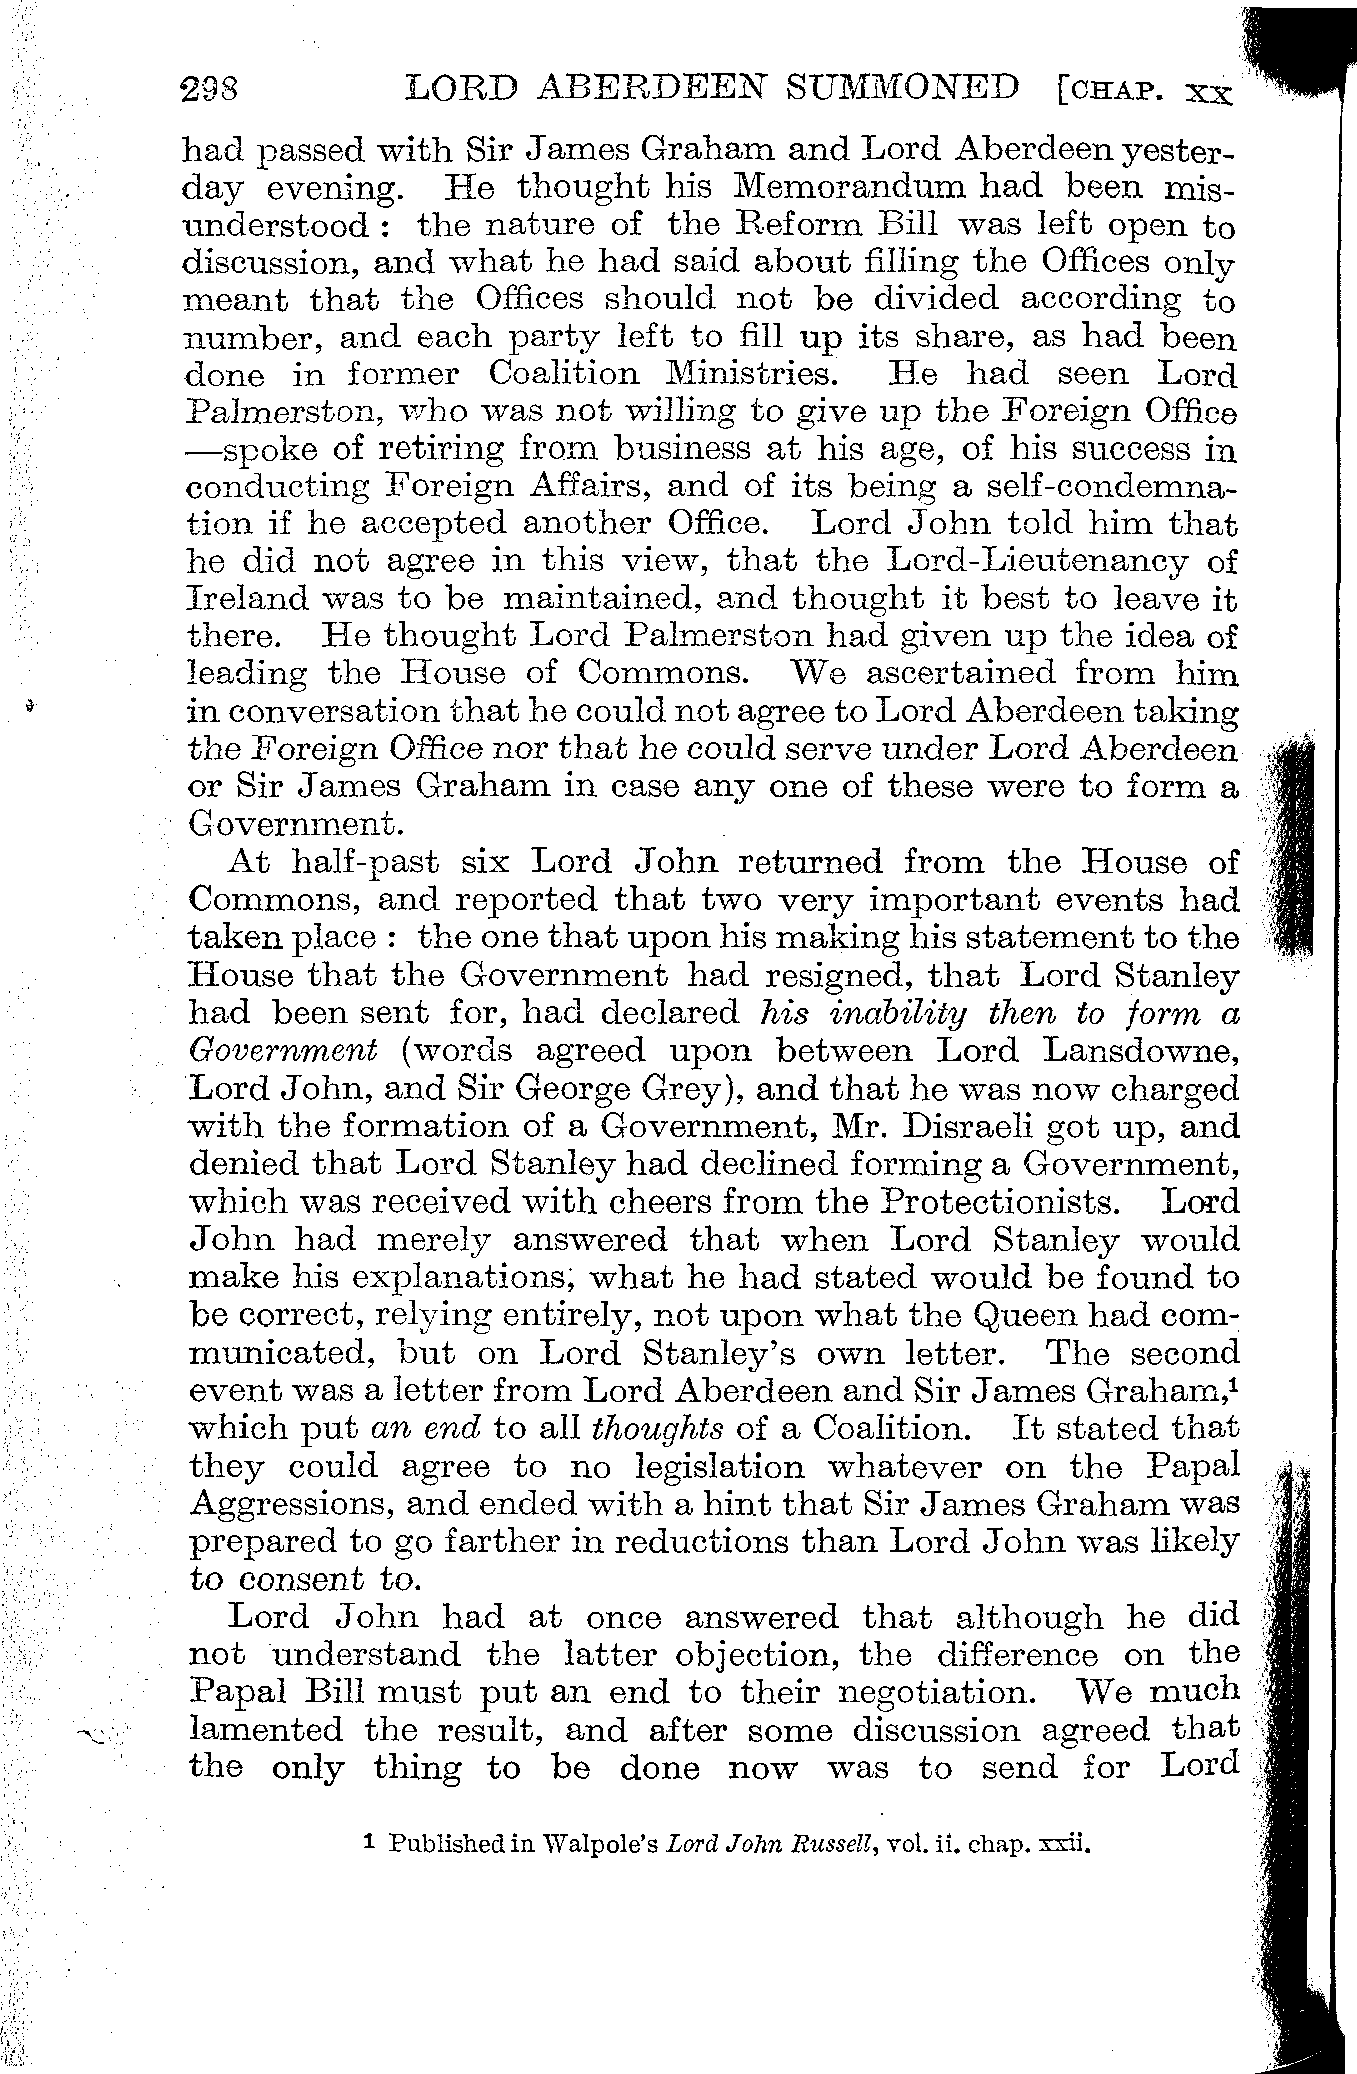 298 LORD ABERDEEN SUMMONED [CHAP. XX
had passed with Sir James Graham and Lord Aberdeen yester-
day evening. He thought his Memorandum had been mis-
understood : the nature of the Reform Bill was left open to
discussion, and what he had said about filling the Offices only
meant that the Offices should not be divided according to
number, and each party left to fill up its share, as had been
done in former Coalition Ministries. He had seen Lord
Palmerston, who was not willing to give up the Foreign Office
—spoke of retiring from business at his age, of his success in
conducting Foreign Affairs, and of its being a self-condemna-
tion if he accepted another Office. Lord John told him that
he did not agree in this view, that the Lord-Lieutenancy of
Ireland was to be maintained, and thought it best to leave it
there. He thought Lord Palmerston had given up the idea of
leading the House of Commons. We ascertained from him
in conversation that he could not agree to Lord Aberdeen taking
the Foreign Office nor that he could serve under Lord Aberdeen
or Sir James Graham in case any one of these were to form a
Government.
At half-past six Lord John returned from the House of
Commons, and reported that two very important events had
taken place : the one that upon his making his statement to the
House that the Government had resigned, that Lord Stanley
had been sent for, had declared his inability then to form a
Government (words agreed upon between Lord Lansdowne,
Lord John, and Sir George Grey), and that he was now charged
with the formation of a Government, Mr. Disraeli got up, and
denied that Lord Stanley had declined forming a Government,
which was received with cheers from the Protectionists. Lord
John had merely answered that when Lord Stanley would
make his explanations, what he had stated would be found to
be correct, relying entirely, not upon what the Queen had com-
municated, but on Lord Stanley's own letter. The second
event was a letter from Lord Aberdeen and Sir James Graham,¹
which put an end to all thoughts of a Coalition. It stated that
they could agree to no legislation whatever on the Papal
Aggressions, and ended with a hint that Sir James Graham was
prepared to go farther in reductions than Lord John was likely
to consent to.
Lord John had at once answered that although he did
not understand the latter objection, the difference on the
Papal Bill must put an end to their negotiation. We much
lamented the result, and after some discussion agreed that
the only thing to be done now was to send for Lord
1 Published in Walpole's Lord John Russell, vol. ii. chap. xxii.